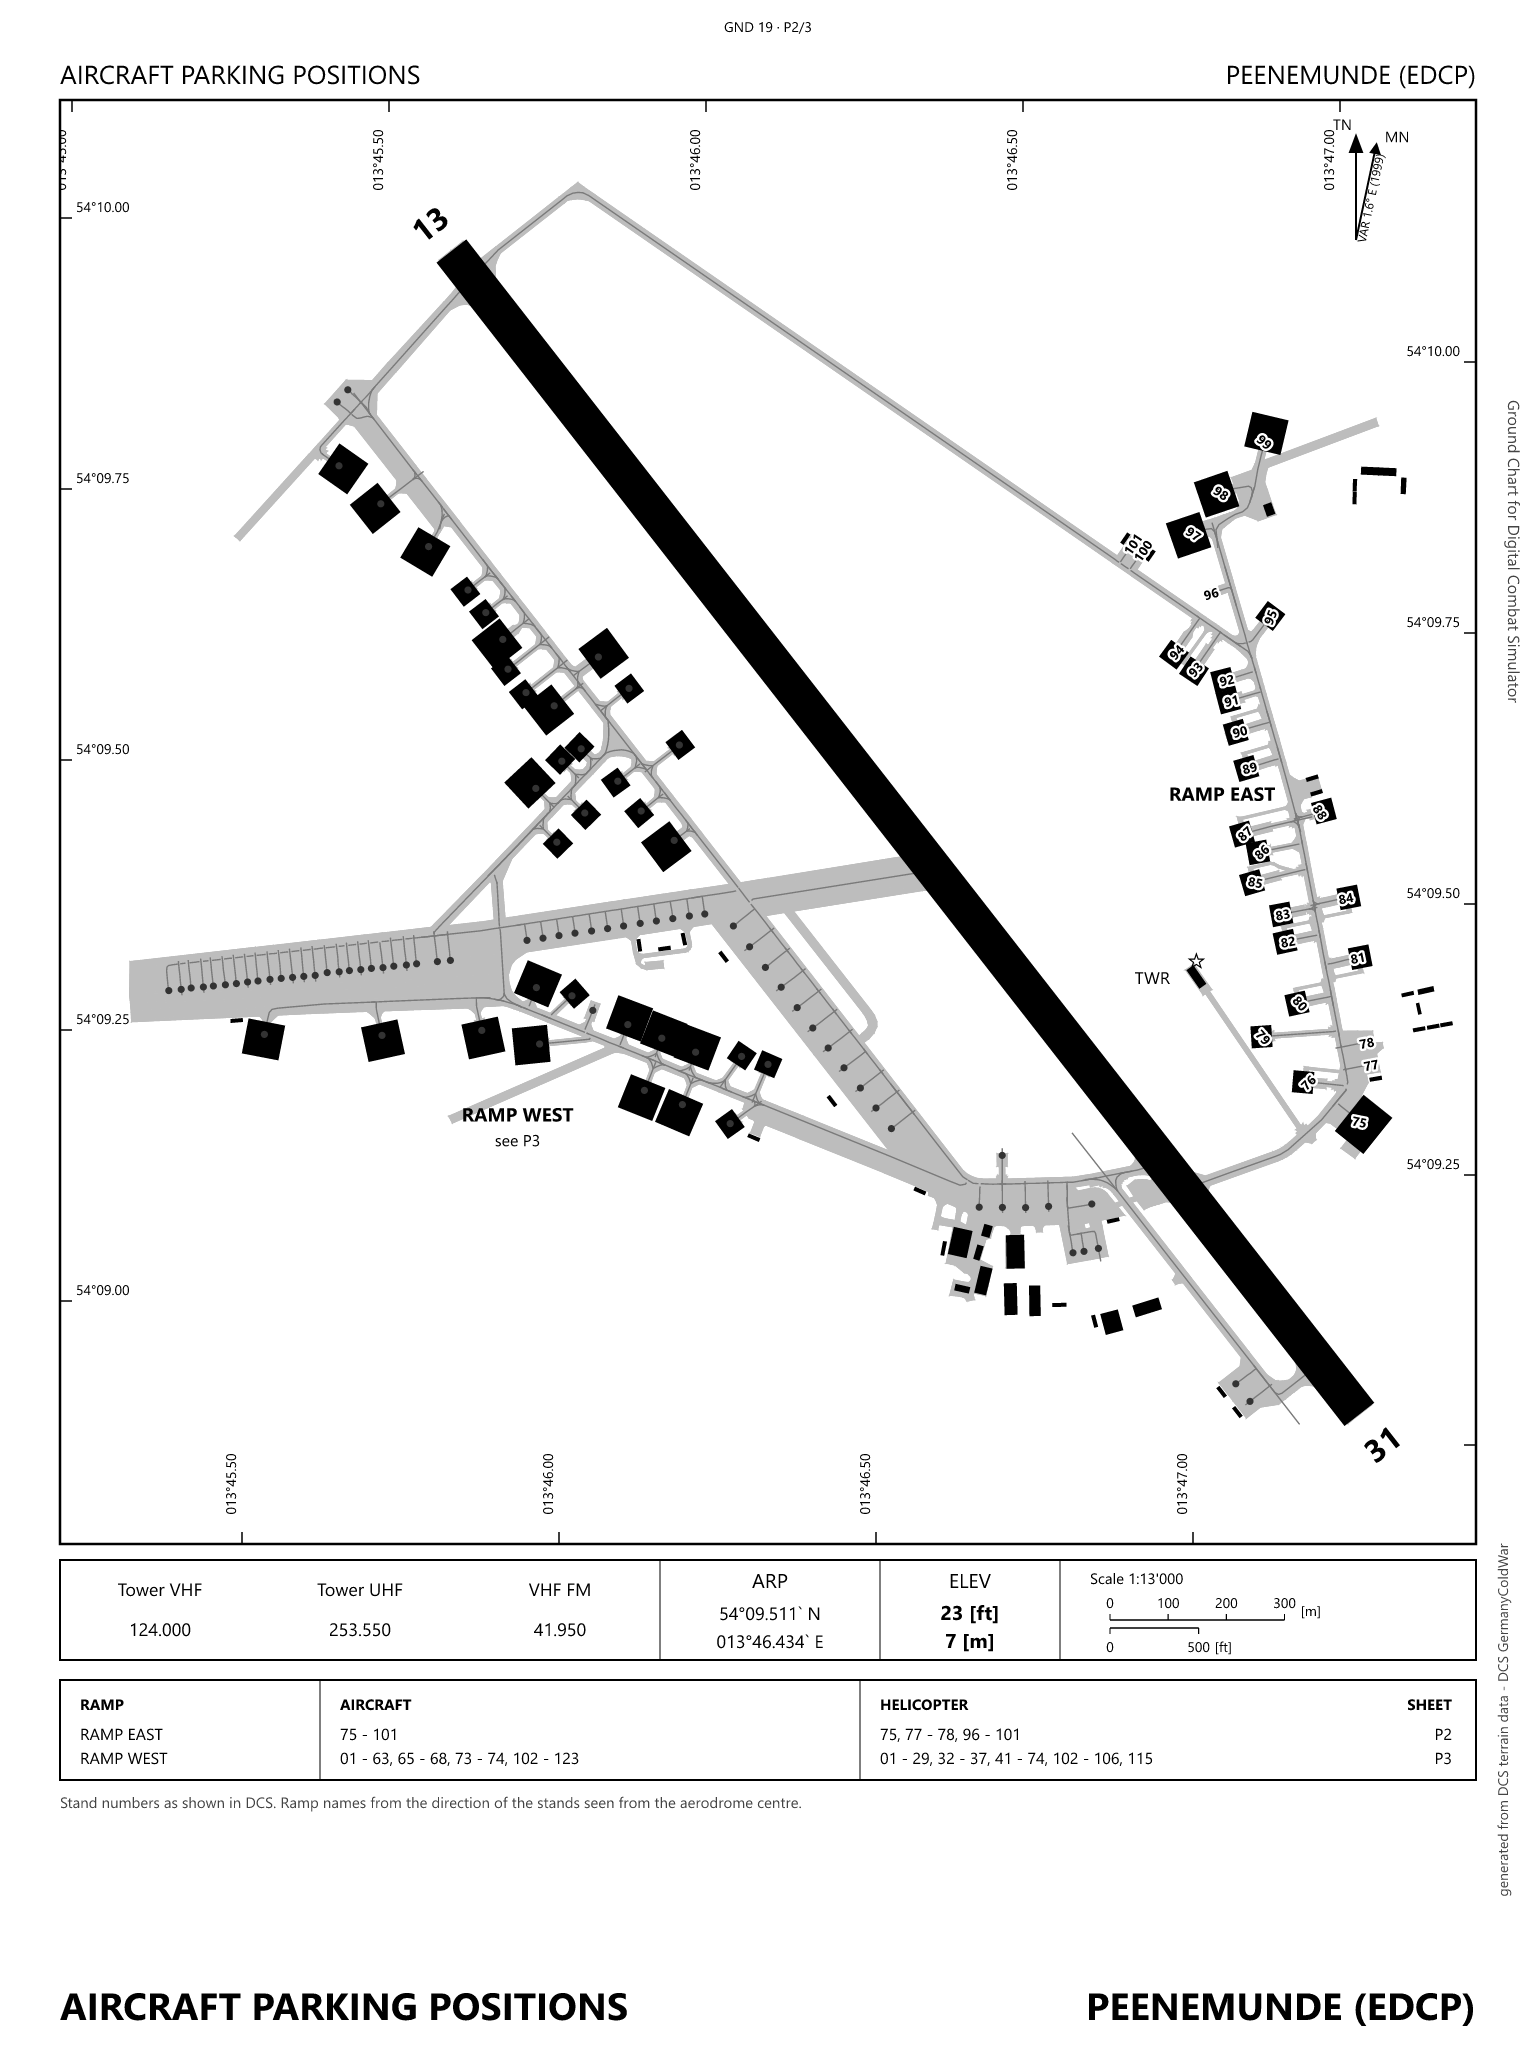 GND 19 · P2/3
AIRCRAFT PARKING POSITIONS
PEENEMUNDE (EDCP)
013°45.50
013°46.00
013°46.50
013°47.00
TN
MN
VAR 1.6° E (1999)
54°10.00
54°09.75
54°09.50
54°09.25
54°09.00
54°10.00
54°09.75
54°09.50
54°09.25
13
99
98
97
101
100
96
95
94
93
92
91
90
89
RAMP EAST
88
87
86
85
84
83
82
81
TWR
80
79
78
77
76
75
RAMP WEST
see P3
31
013°45.50
013°46.00
013°46.50
013°47.00
Tower VHF
124.000
Tower UHF
253.550
VHF FM
41.950
ARP
54°09.511` N
013°46.434` E
ELEV
23 [ft]
7 [m]
Scale 1:13'000
0 100 200 300 [m]
0 500 [ft]
RAMP AIRCRAFT HELICOPTER SHEET
RAMP EAST 75 - 101 75, 77 - 78, 96 - 101 P2
RAMP WEST 01 - 63, 65 - 68, 73 - 74, 102 - 123 01 - 29, 32 - 37, 41 - 74, 102 - 106, 115 P3
Stand numbers as shown in DCS. Ramp names from the direction of the stands seen from the aerodrome centre.
Ground Chart for Digital Combat Simulator
generated from DCS terrain data - DCS GermanyColdWar
AIRCRAFT PARKING POSITIONS
PEENEMUNDE (EDCP)